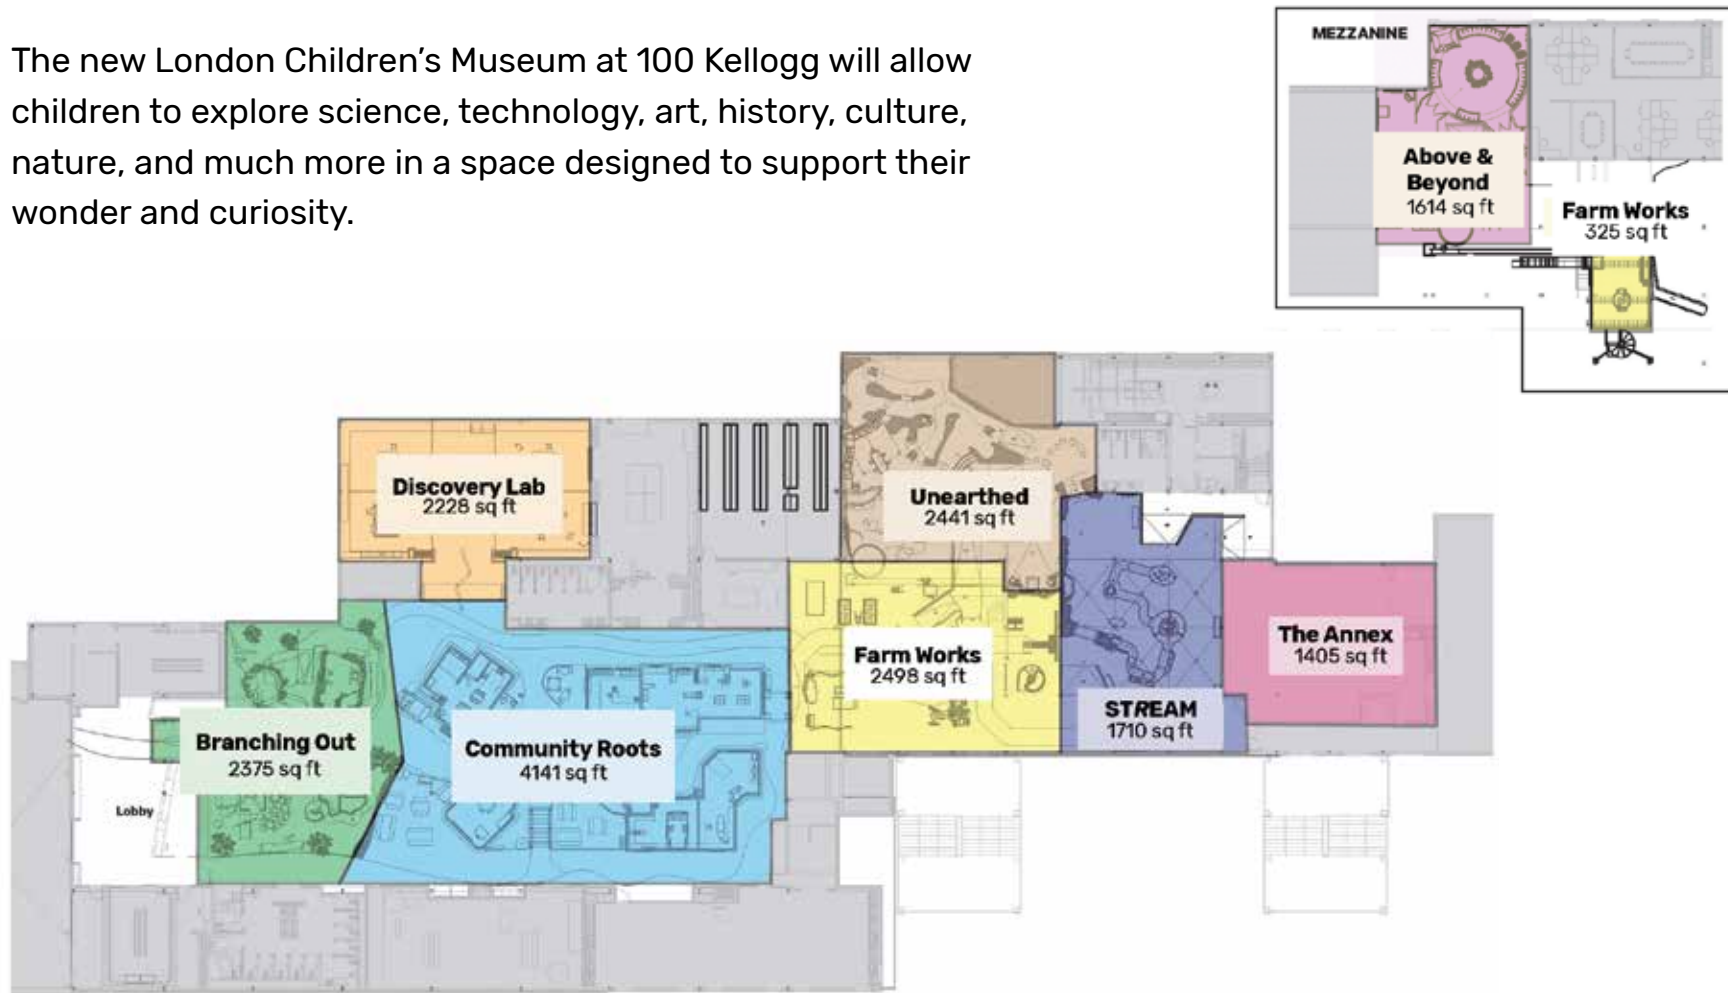 The new London Children’s Museum at 100 Kellogg will allow
children to explore science, technology, art, history, culture,
nature, and much more in a space designed to support their
wonder and curiosity.
MEZZANINE
Above &
Beyond
1614 sq ft
Farm Works
325 sq ft
Discovery Lab
2228 sq ft
Unearthed
2441 sq ft
The Annex
1405 sq ft
Farm Works
2498 sq ft
STREAM
1710 sq ft
Branching Out
2375 sq ft
Community Roots
4141 sq ft
Lobby